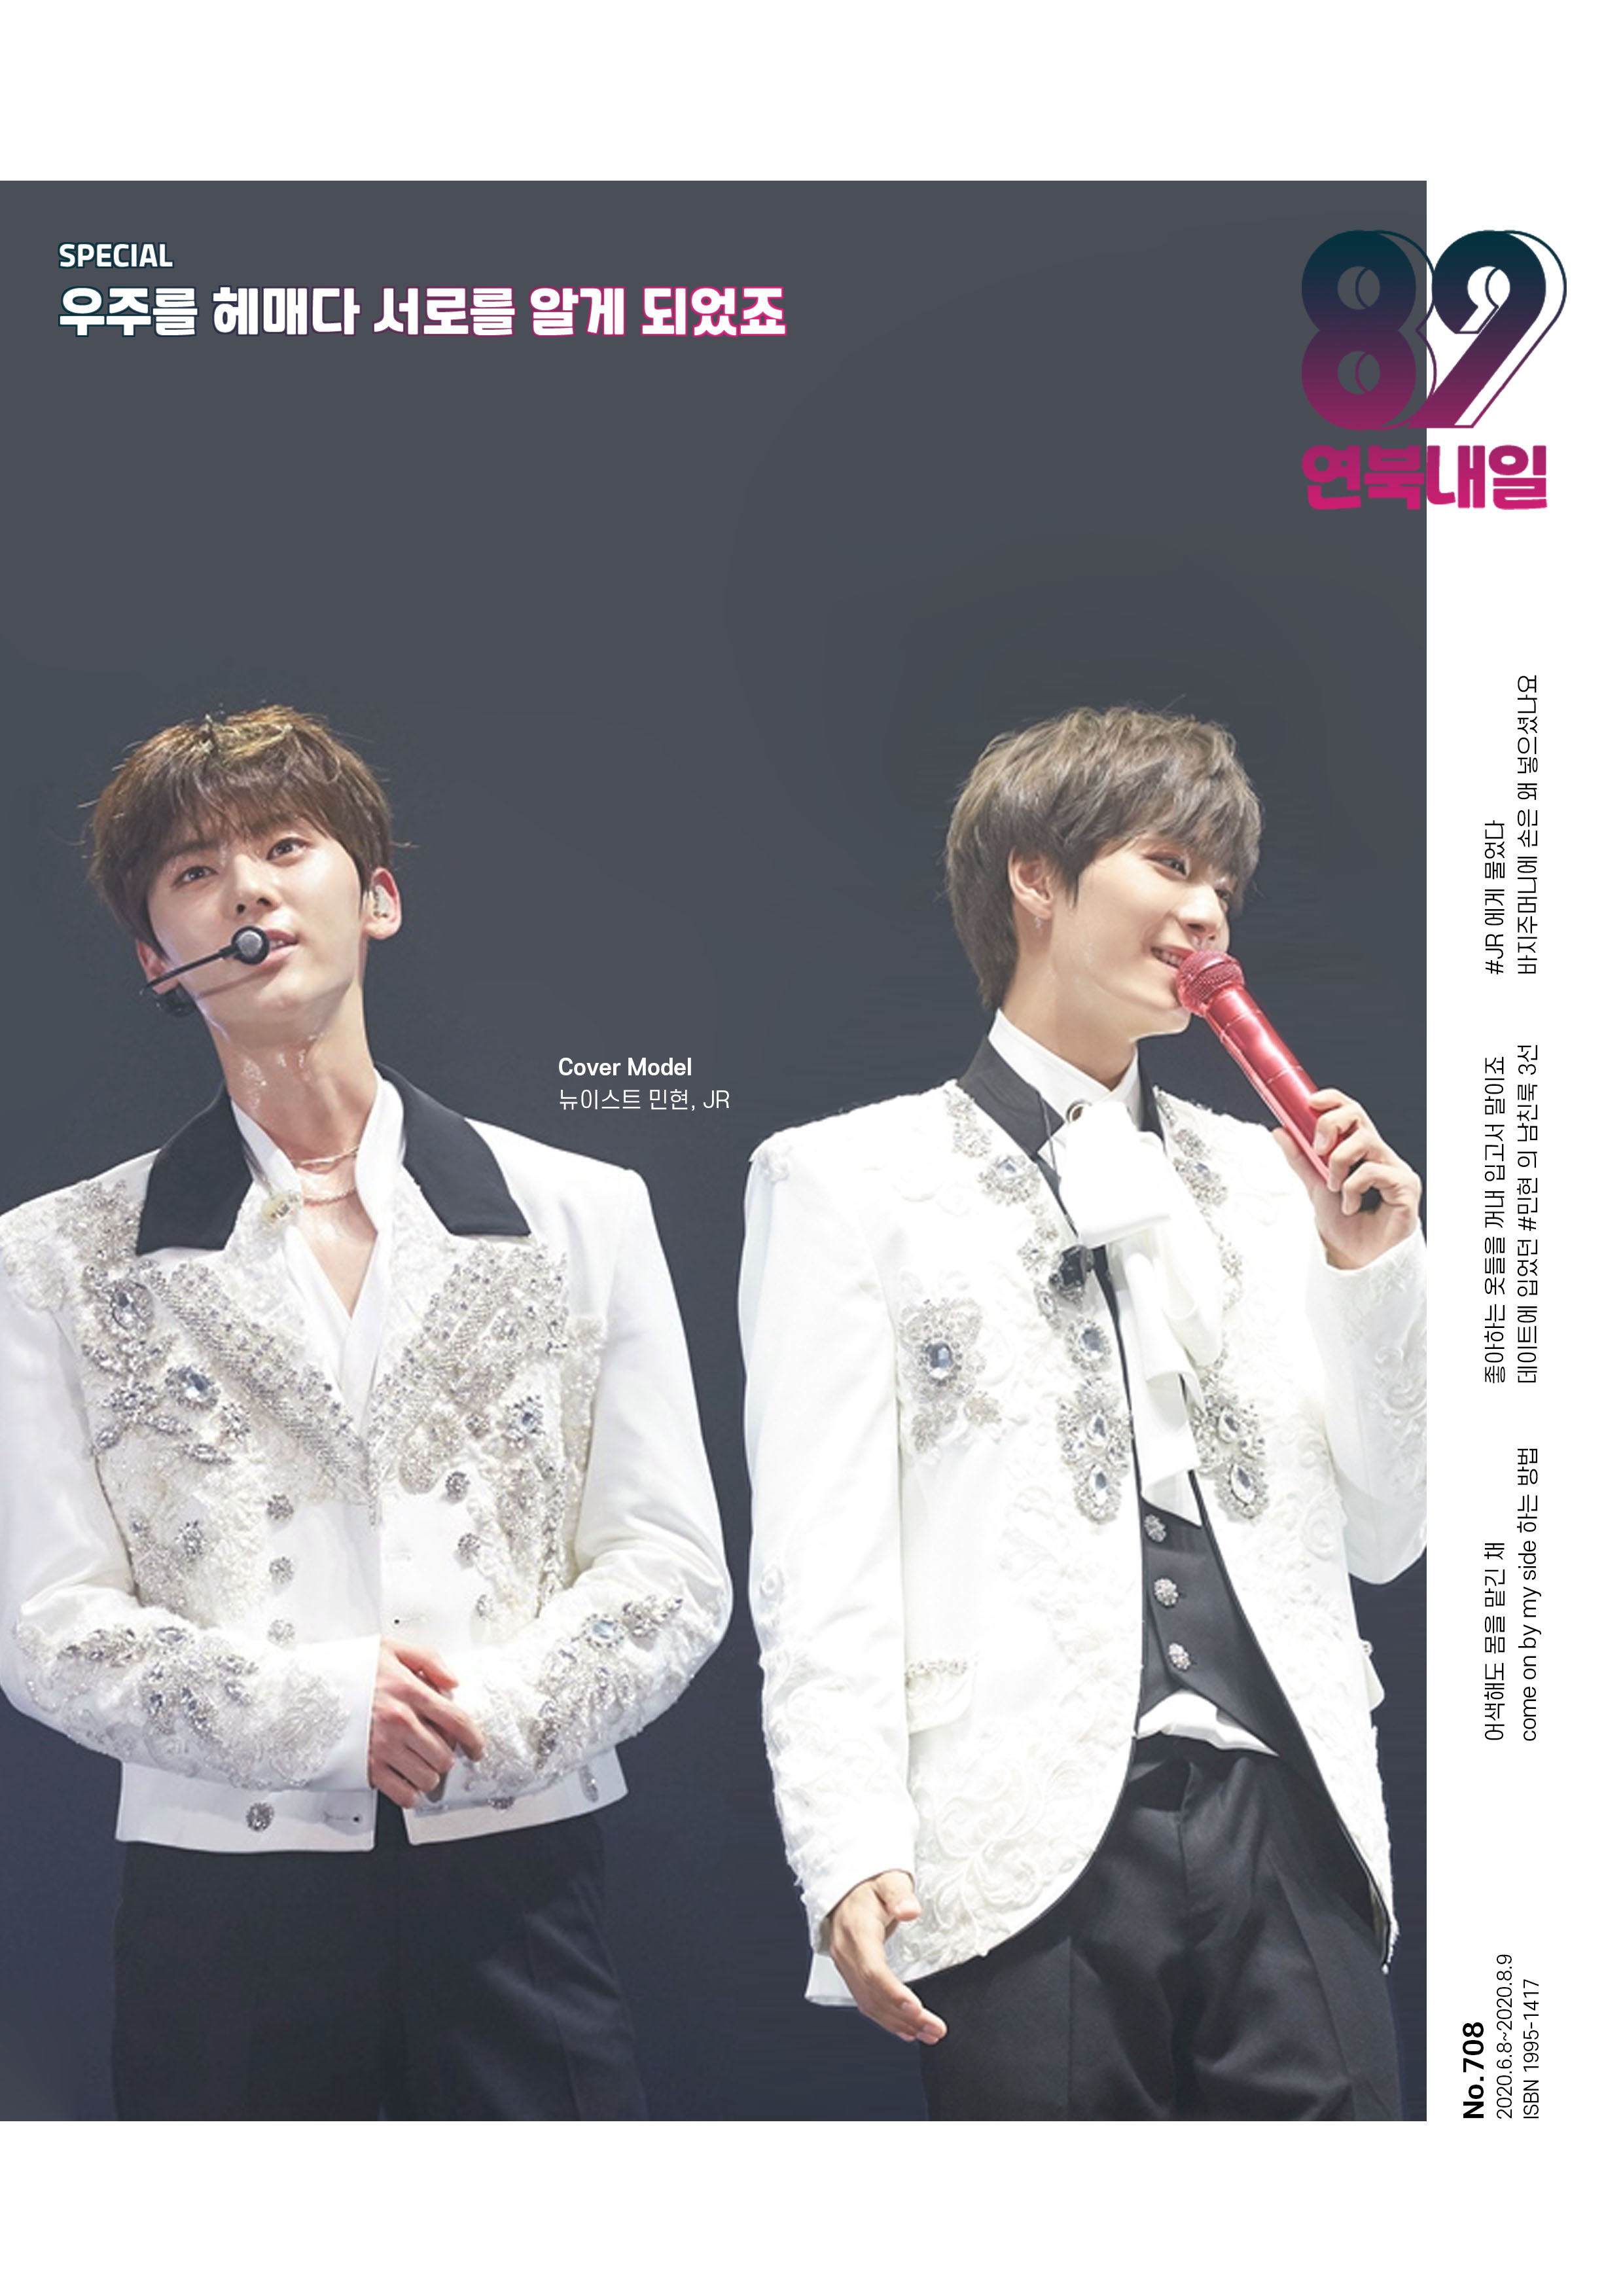 SPECIAL
우주를 헤매다 서로를 알게 되었죠
89
연북내일
Cover Model
뉴이스트 민현, JR
#JR 에게 물었다
바지주머니에 손은 왜 넣으셨나요
좋아하는 옷들을 꺼내 입고서 말이죠
데이트에 입었던 #민현 의 남친룩 3선
어색해도 몸을 맡긴 채
come on by my side 하는 방법
No.708
2020.6.8~2020.8.9
ISBN 1995-1417